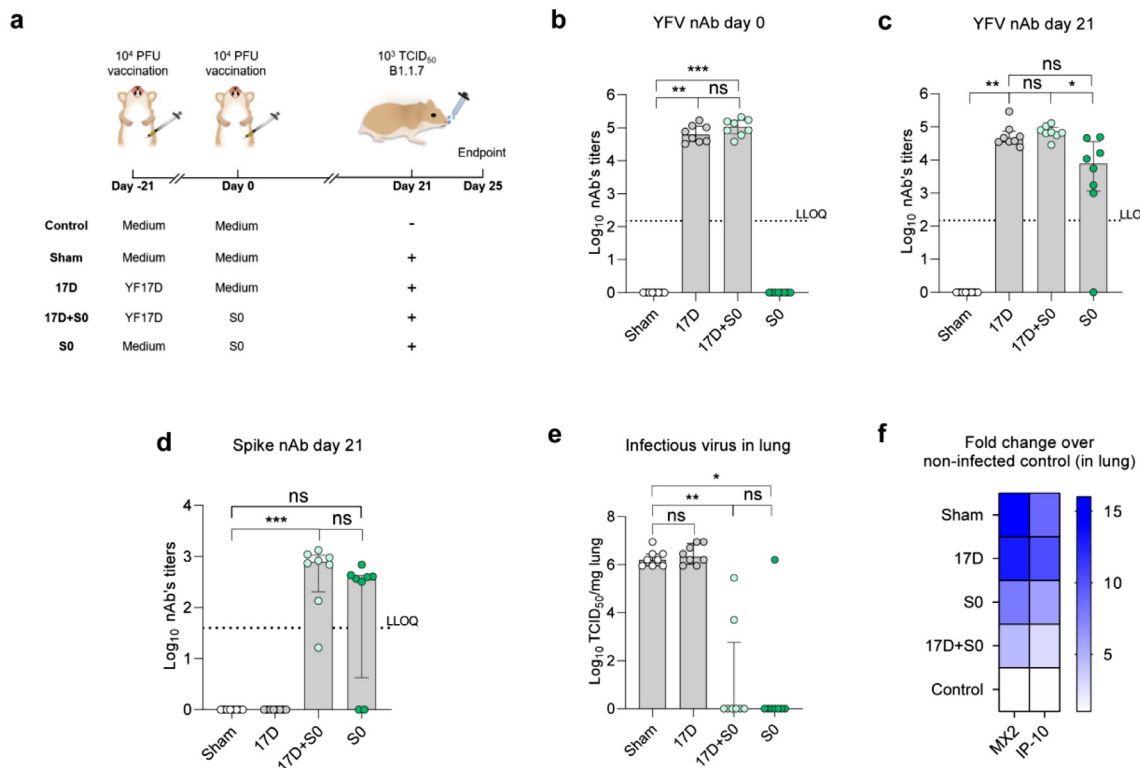 a
10⁴ PFU
vaccination
10⁴ PFU
vaccination
10³ TCID₅₀
B1.1.7
Endpoint
Day -21
Day 0
Day 21
Day 25
Control Medium Medium -
Sham Medium Medium +
17D YF17D Medium +
17D+S0 YF17D S0 +
S0 Medium S0 +
b
YFV nAb day 0
***
** ns
Log₁₀ nAb's titers
6
5
4
3
2
1
0
LLOQ
Sham 17D 17D+S0 S0
c
YFV nAb day 21
ns
** ns *
Log₁₀ nAb's titers
6
5
4
3
2
1
0
LLO
Sham 17D 17D+S0 S0
d
Spike nAb day 21
ns
*** ns
Log₁₀ nAb's titers
4
3
2
1
0
LLOQ
Sham 17D 17D+S0 S0
e
Infectious virus in lung
*
** ns
ns
Log₁₀ TCID₅₀/mg lung
8
6
4
2
0
Sham 17D 17D+S0 S0
f
Fold change over
non-infected control (in lung)
Sham
17D
S0
17D+S0
Control
MX2 IP-10
15
10
5